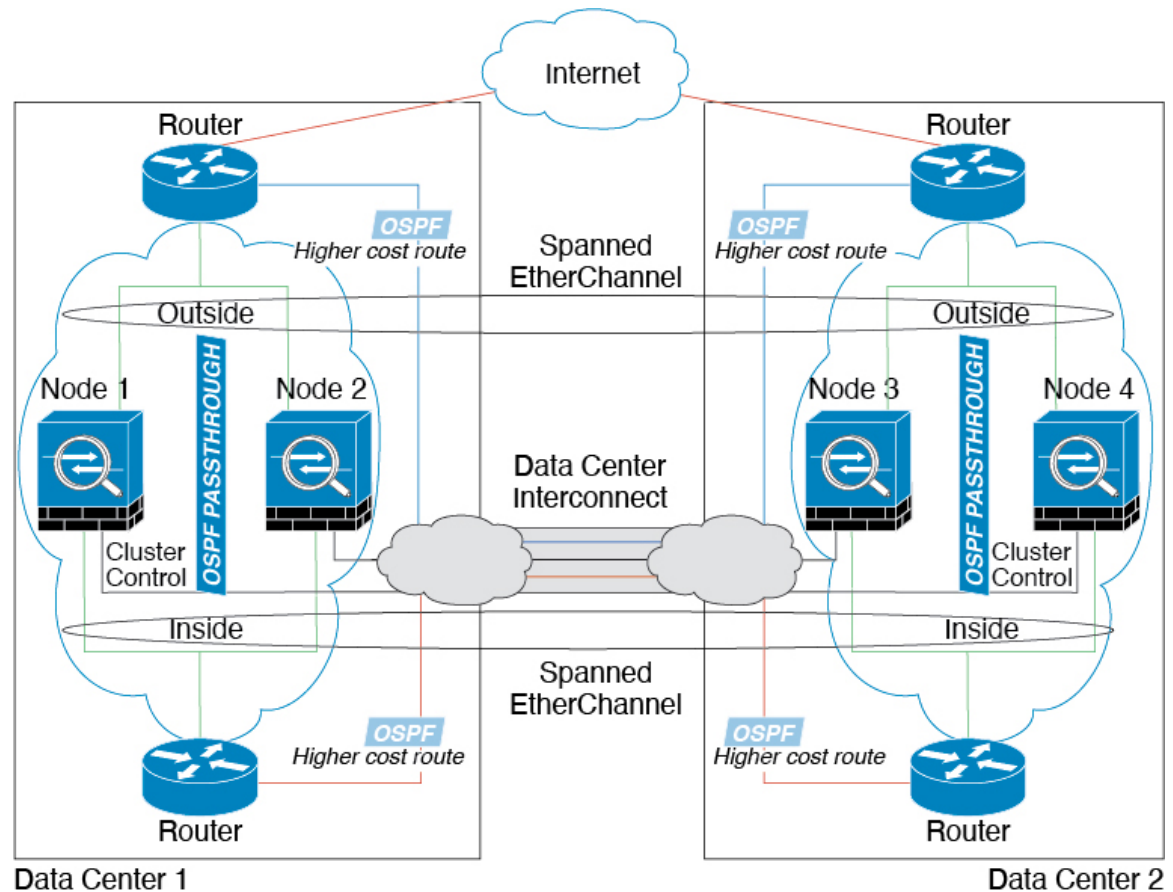 Internet
Router
Router
OSPF
Higher cost route
Spanned
EtherChannel
OSPF
Higher cost route
Outside
Outside
Node 1
OSPF PASSTHROUGH
Node 2
Node 3
OSPF PASSTHROUGH
Node 4
Data Center
Interconnect
Cluster
Control
Cluster
Control
Inside
Inside
Spanned
EtherChannel
OSPF
Higher cost route
OSPF
Higher cost route
Router
Router
Data Center 1
Data Center 2